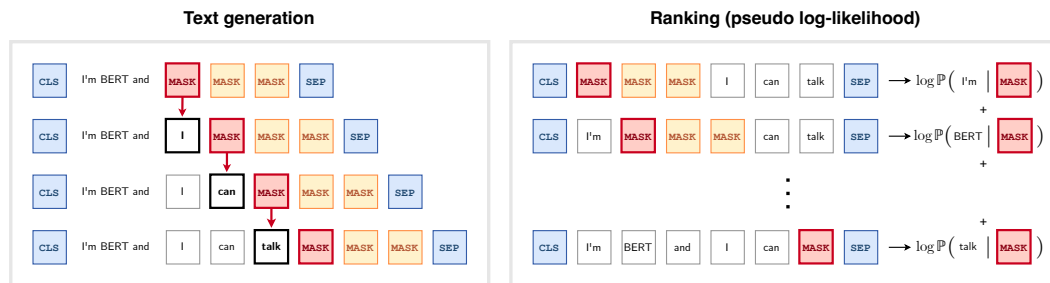 Text generation
CLS I'm BERT and MASK MASK MASK SEP
CLS I'm BERT and I MASK MASK MASK SEP
CLS I'm BERT and I can MASK MASK MASK SEP
CLS I'm BERT and I can talk MASK MASK MASK SEP
Ranking (pseudo log-likelihood)
CLS MASK MASK MASK I can talk SEP → log ℙ( I'm | MASK )
+
CLS I'm MASK MASK MASK can talk SEP → log ℙ( BERT | MASK )
+
⋮
+
CLS I'm BERT and I can MASK SEP → log ℙ( talk | MASK )